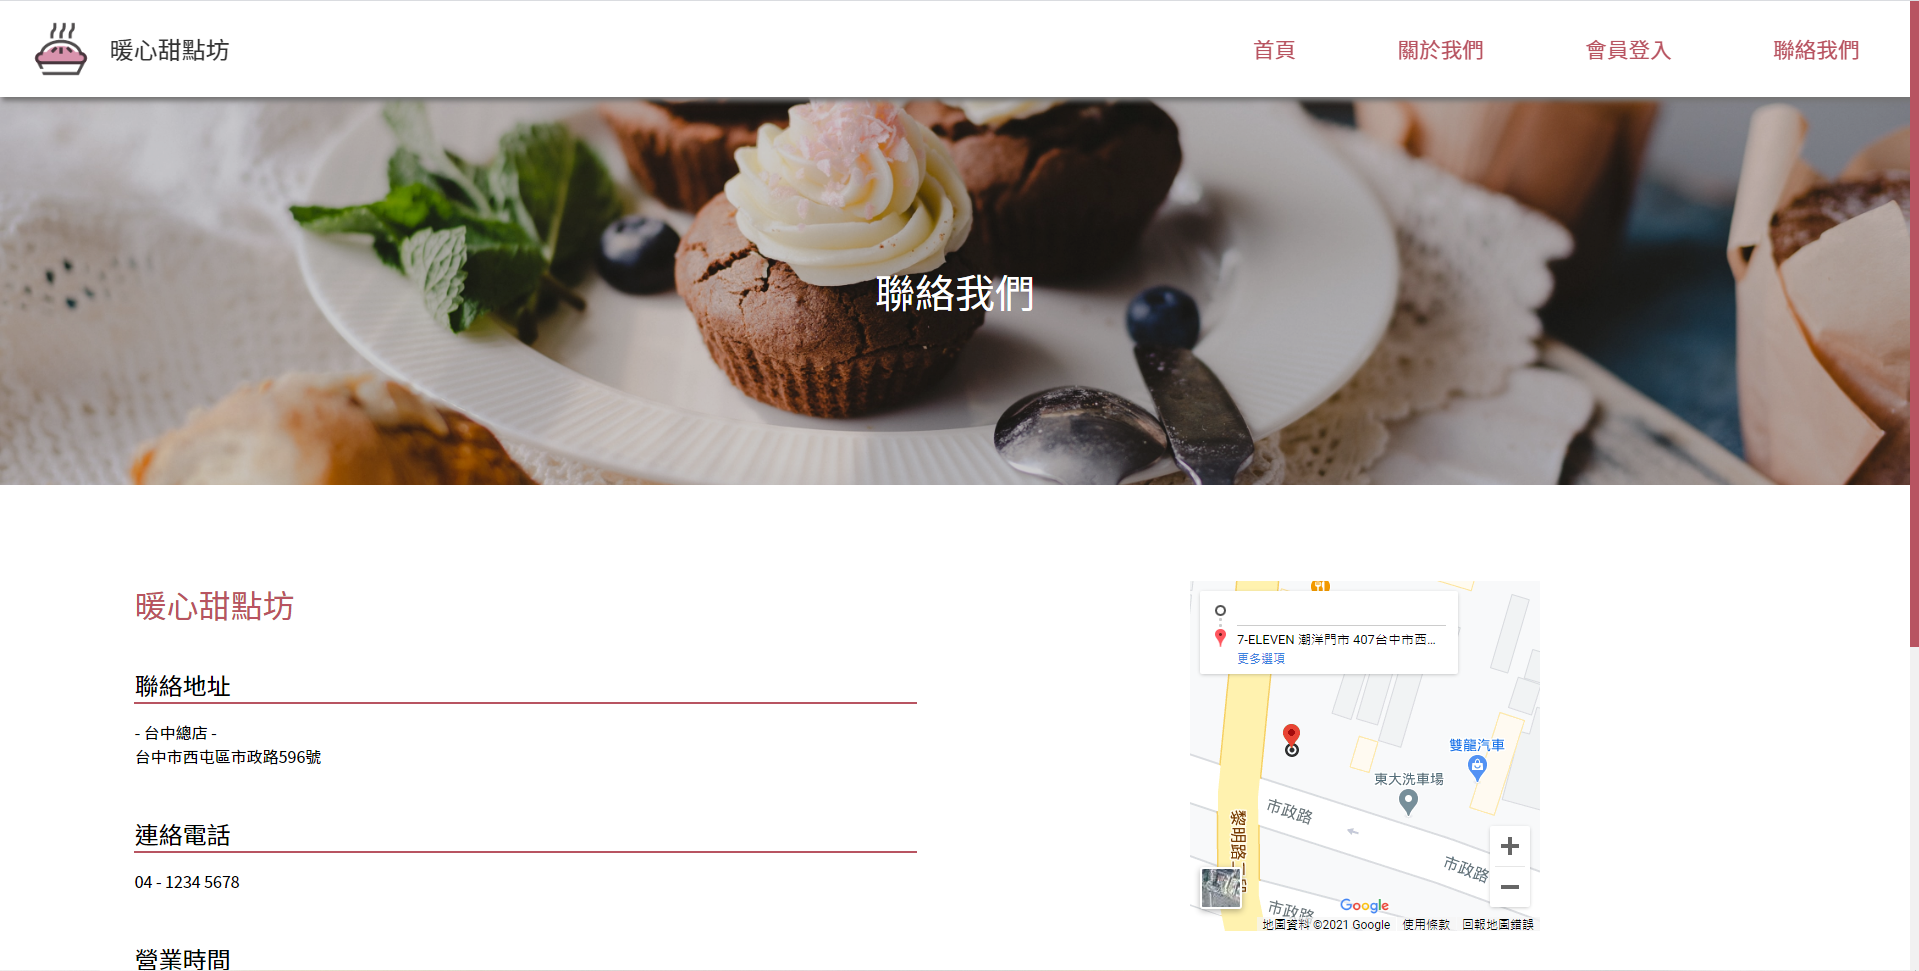 暖心甜點坊
首頁
關於我們
會員登入
聯絡我們
聯絡我們
暖心甜點坊
聯絡地址
- 台中總店 -
台中市西屯區市政路596號
連絡電話
04 - 1234 5678
營業時間
7-ELEVEN 潮洋門市 407台中市西...
更多選項
雙龍汽車
東大洗車場
市政路
黎明路
市政路
市政路
Google
地圖資料 ©2021 Google
使用條款
回報地圖錯誤